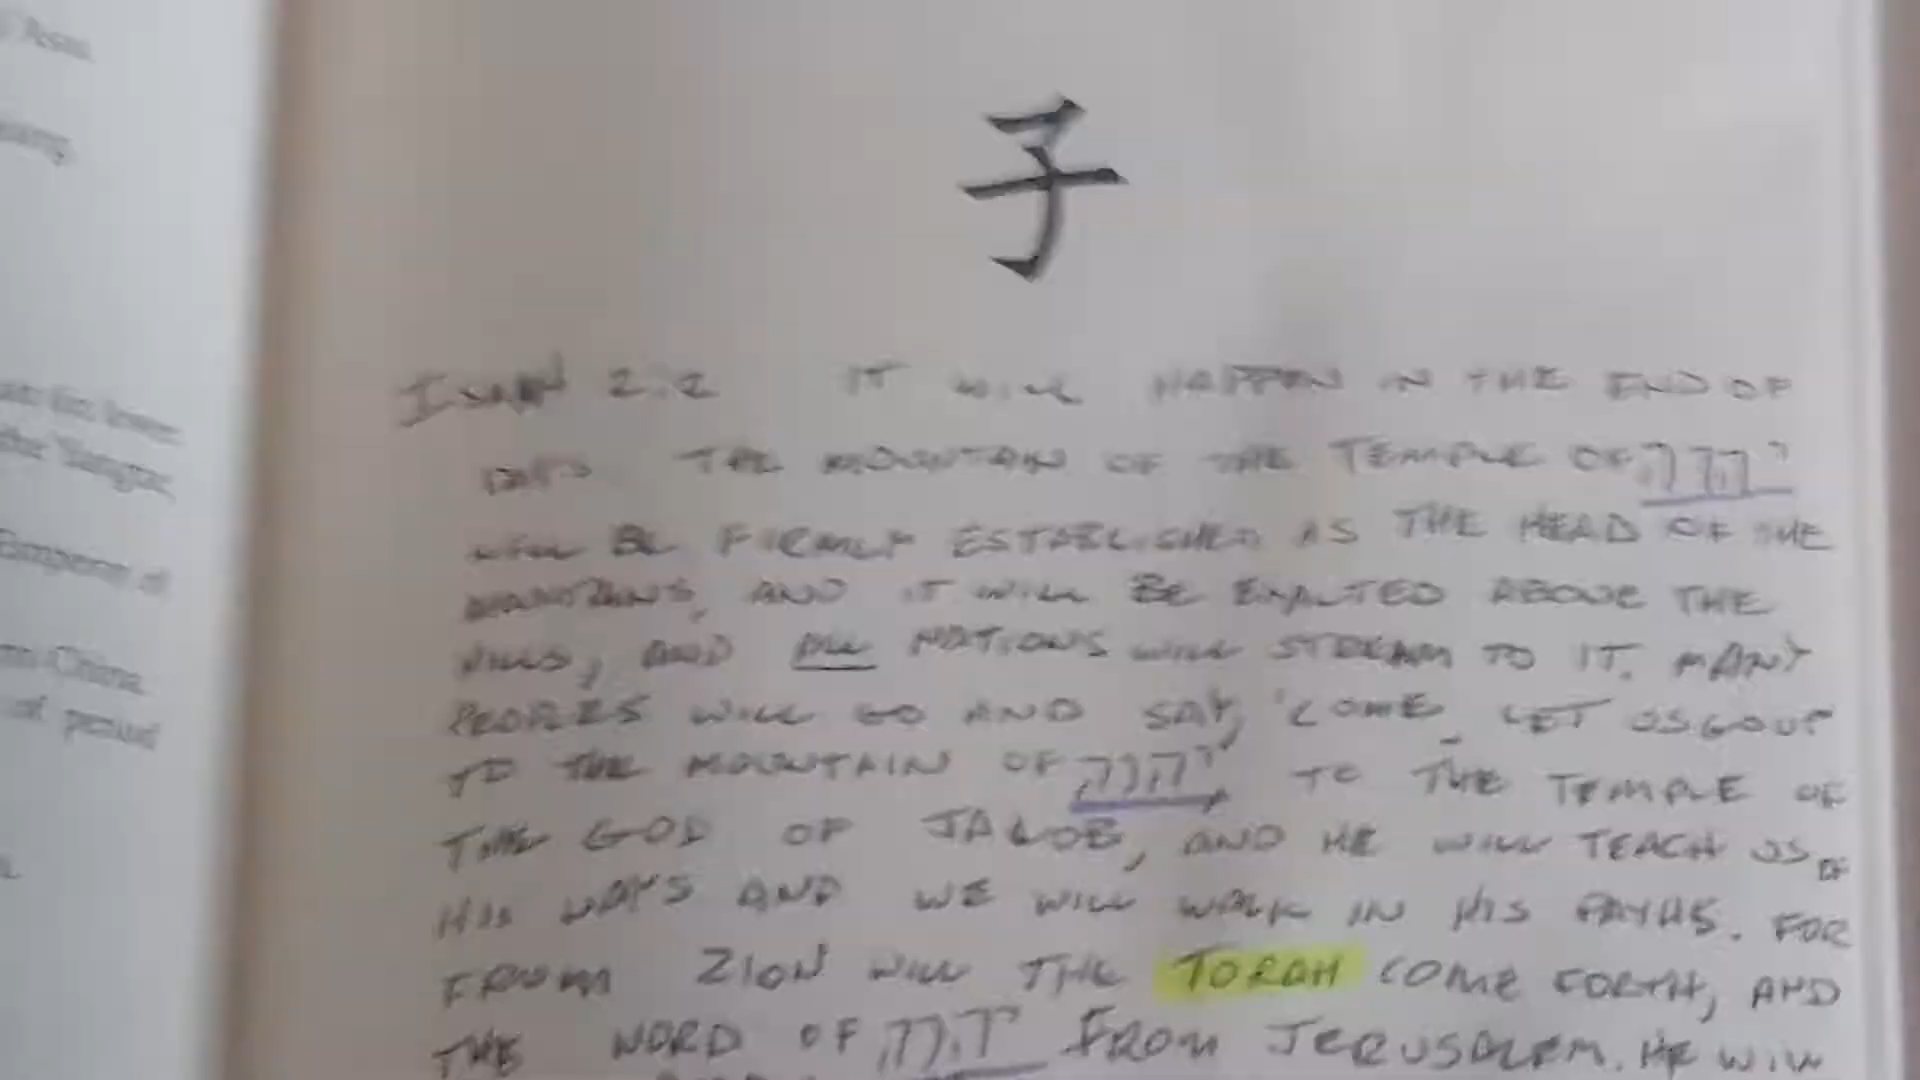 Asia
子
ISAIAH 2:2 IT WILL HAPPEN IN THE END OF
DAYS THE MOUNTAIN OF THE TEMPLE OF יהוה
WILL BE FIRMLY ESTABLISHED AS THE HEAD OF THE
MOUNTAINS, AND IT WILL BE EXALTED ABOVE THE
HILLS, AND ALL NATIONS WILL STREAM TO IT. MANY
PEOPLES WILL GO AND SAY, 'COME, LET US GO UP
TO THE MOUNTAIN OF יהוה TO THE TEMPLE OF
THE GOD OF JACOB, AND HE WILL TEACH US OF
HIS WAYS AND WE WILL WALK IN HIS PATHS. FOR
FROM ZION WILL THE TORAH COME FORTH, AND
THE WORD OF יהוה FROM JERUSALEM. HE WILL